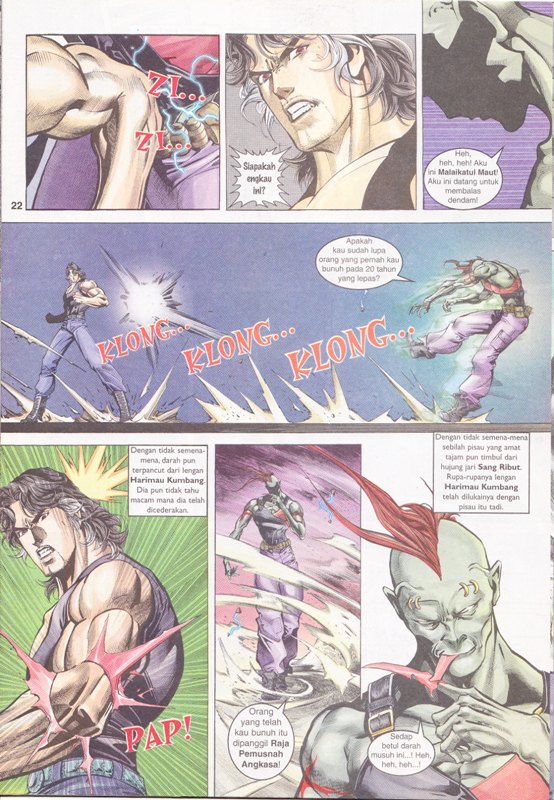 ZI...
ZI...
Siapakah
engkau
ini?
Heh,
heh, heh! Aku
ini Malaikatul Maut!
Aku ini datang untuk
membalas
dendam!
22
Apakah
kau sudah lupa
orang yang pernah kau
bunuh pada 20 tahun
yang lepas?
KLONG...
KLONG...
KLONG...
Dengan tidak semena-
mena, darah pun
terpancut dari lengan
Harimau Kumbang.
Dia pun tidak tahu
macam mana dia telah
dicederakan.
PAP!
Orang
yang telah
kau bunuh itu
dipanggil Raja
Pemusnah
Angkasa!
Dengan tidak semena-mena
sebilah pisau yang amat
tajam pun timbul dari
hujung jari Sang Ribut.
Rupa-rupanya lengan
Harimau Kumbang
telah dilukainya dengan
pisau itu tadi.
Sedap
betul darah
musuh ini...! Heh,
heh, heh...!